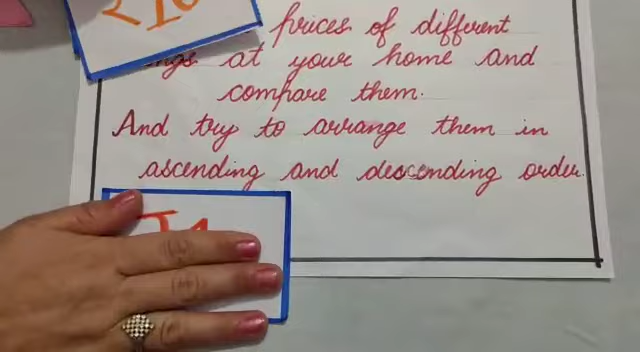 ₹10
prices of different
at your home and
compare them.
And try to arrange them in
ascending and descending order.